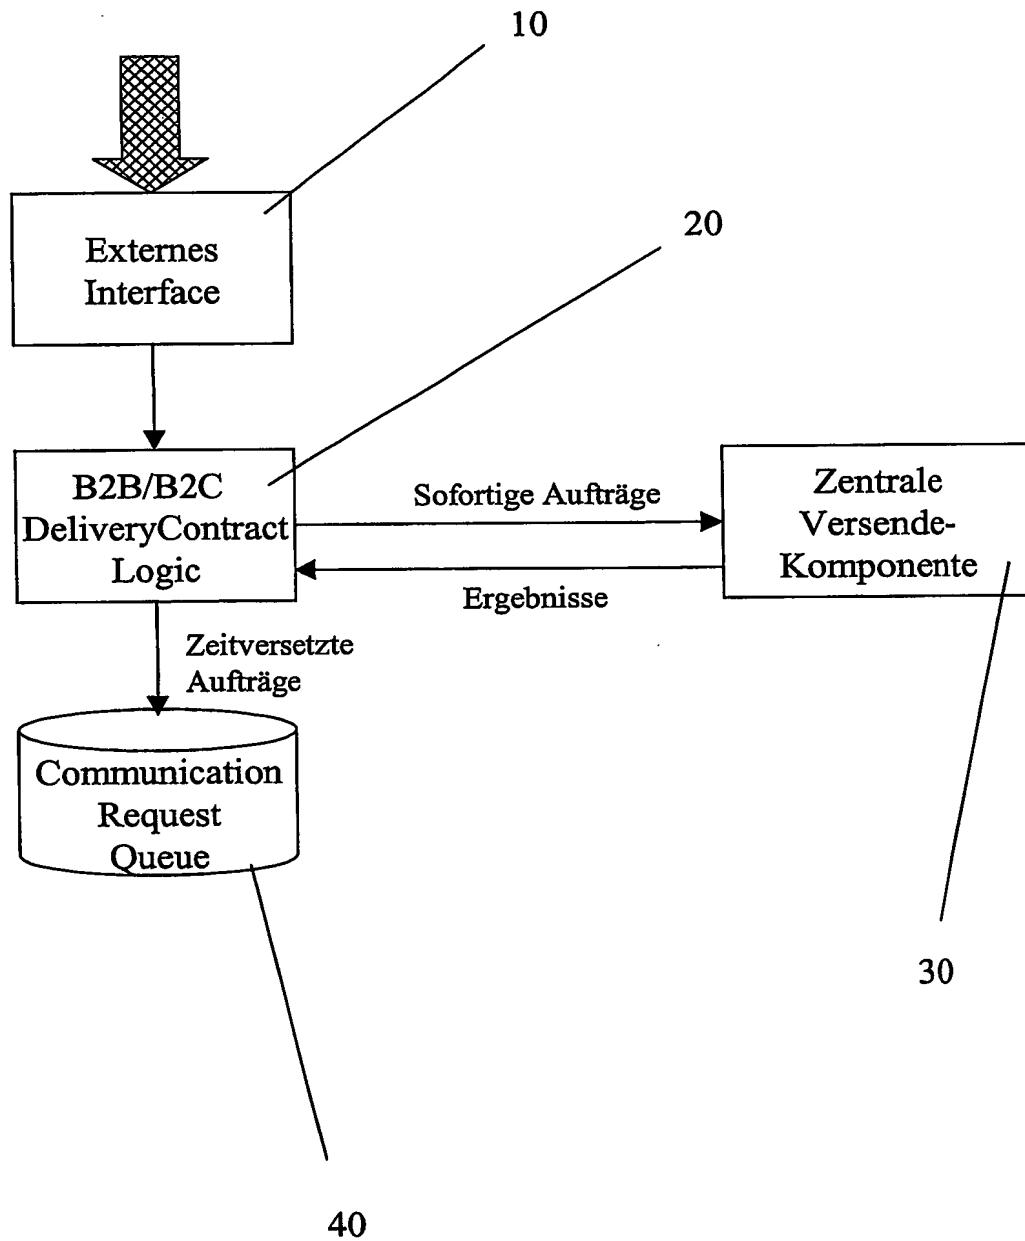 10
Externes
Interface
20
B2B/B2C
DeliveryContract
Logic
Sofortige Aufträge
Ergebnisse
Zentrale
Versende-
Komponente
Zeitversetzte
Aufträge
Communication
Request
Queue
30
40